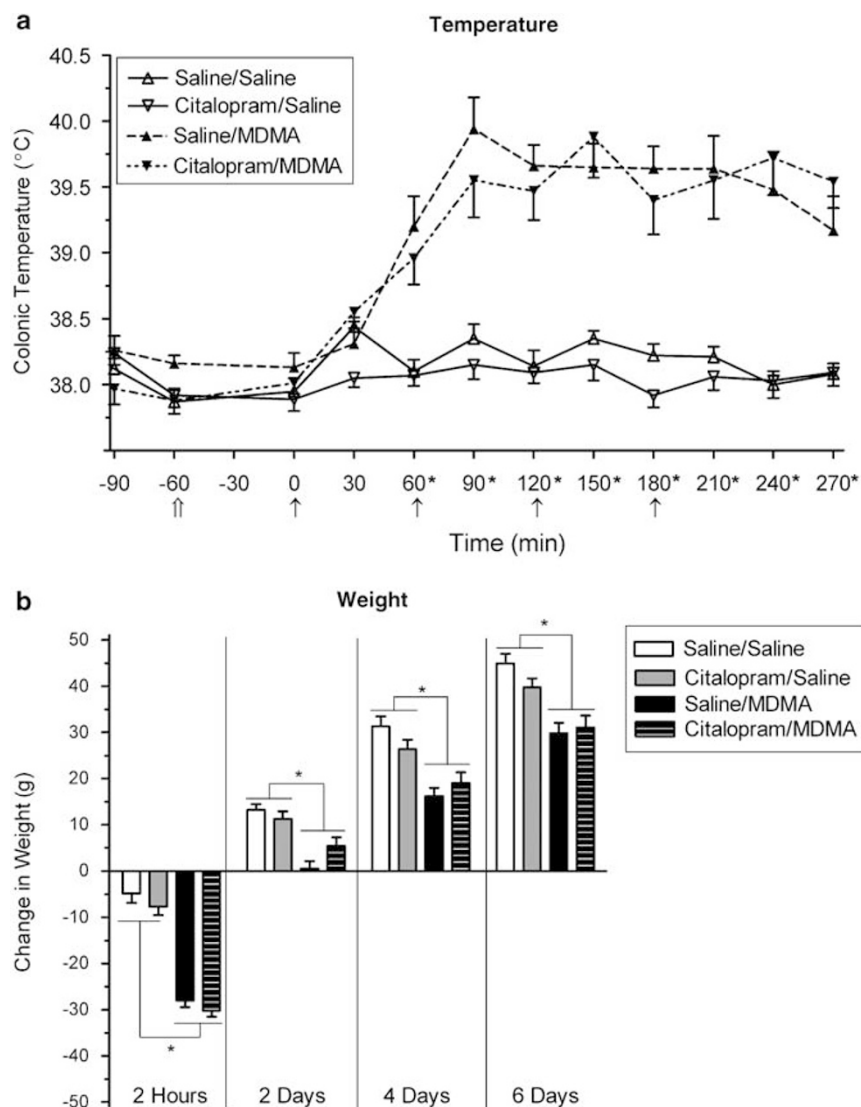 a
Temperature
40.5
40.0
39.5
39.0
38.5
38.0
Colonic Temperature (°C)
Saline/Saline
Citalopram/Saline
Saline/MDMA
Citalopram/MDMA
-90 -60 -30 0 30 60* 90* 120* 150* 180* 210* 240* 270*
⇑ ↑ ↑ ↑ ↑
Time (min)
b
Weight
50
40
30
20
10
0
-10
-20
-30
-40
-50
Change in Weight (g)
*
*
*
*
2 Hours 2 Days 4 Days 6 Days
Saline/Saline
Citalopram/Saline
Saline/MDMA
Citalopram/MDMA